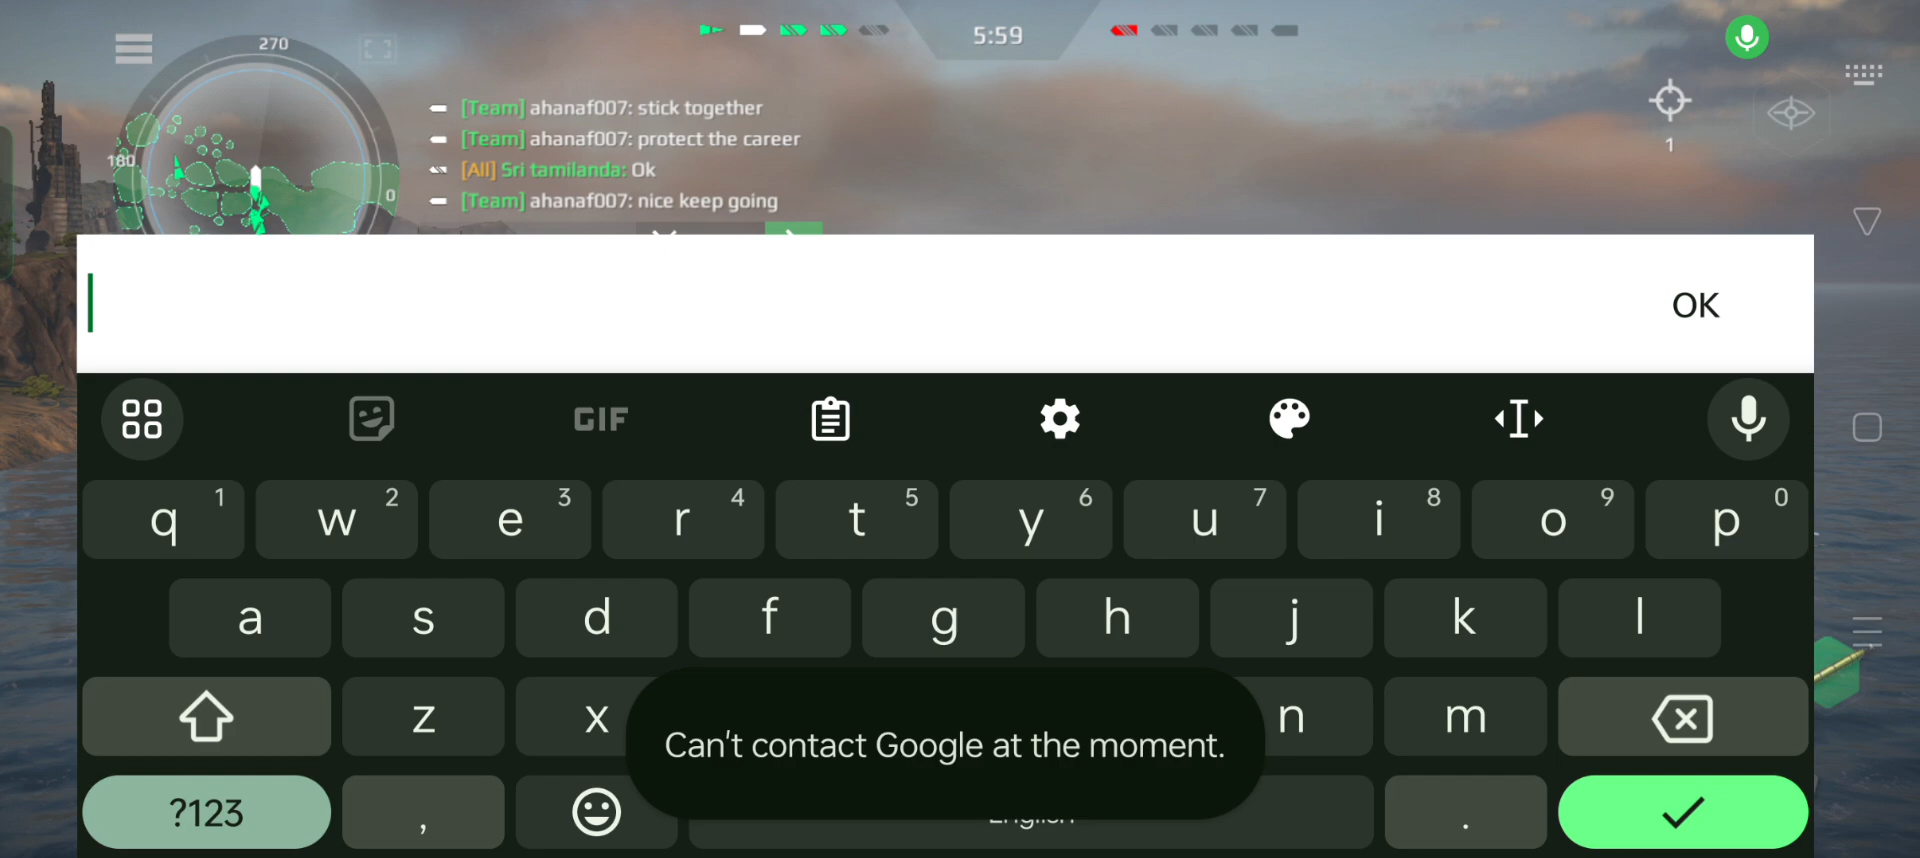 270
5:59
180
0
[Team] ahanaf007: stick together
[Team] ahanaf007: protect the career
[All] Sri tamilanda: Ok
[Team] ahanaf007: nice keep going
1
OK
GIF
q 1 w 2 e 3 r 4 t 5 y 6 u 7 i 8 o 9 p 0
a s d f g h j k l
z x n m
Can't contact Google at the moment.
?123 , English .